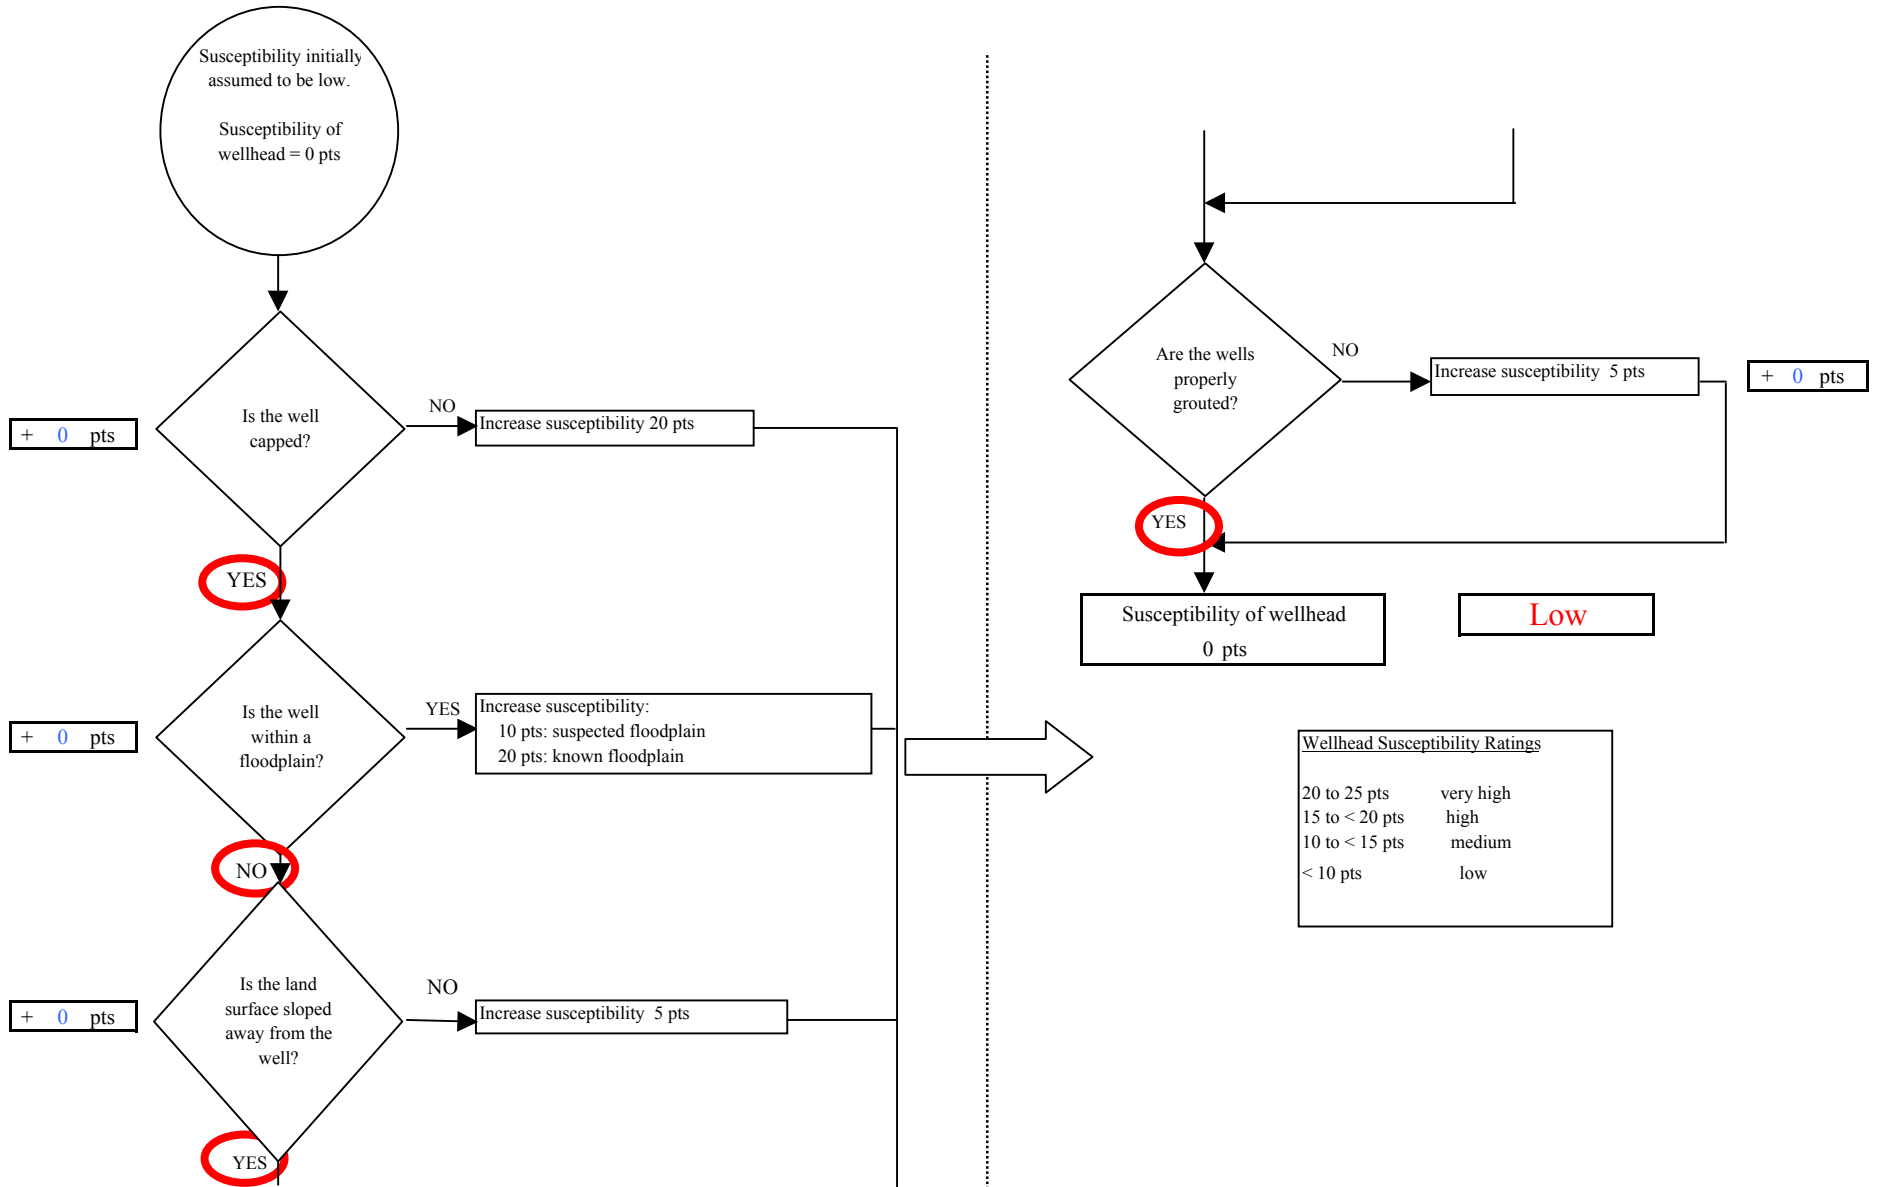 Susceptibility initially
assumed to be low.
Susceptibility of
wellhead = 0 pts
Is the well
capped?
NO
Increase susceptibility 20 pts
+ 0 pts
YES
Is the well
within a
floodplain?
YES
Increase susceptibility:
10 pts: suspected floodplain
20 pts: known floodplain
+ 0 pts
NO
Is the land
surface sloped
away from the
well?
NO
Increase susceptibility 5 pts
+ 0 pts
YES
Are the wells
properly
grouted?
NO
Increase susceptibility 5 pts
+ 0 pts
YES
Susceptibility of wellhead
0 pts
Low
Wellhead Susceptibility Ratings
20 to 25 pts very high
15 to < 20 pts high
10 to < 15 pts medium
< 10 pts low